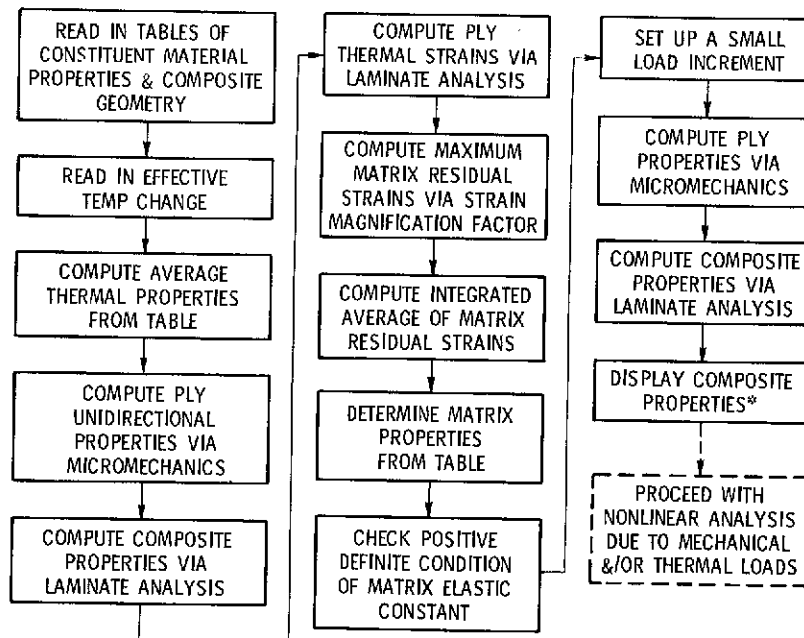 READ IN TABLES OF
CONSTITUENT MATERIAL
PROPERTIES & COMPOSITE
GEOMETRY
READ IN EFFECTIVE
TEMP CHANGE
COMPUTE AVERAGE
THERMAL PROPERTIES
FROM TABLE
COMPUTE PLY
UNIDIRECTIONAL
PROPERTIES VIA
MICROMECHANICS
COMPUTE COMPOSITE
PROPERTIES VIA
LAMINATE ANALYSIS
COMPUTE PLY
THERMAL STRAINS VIA
LAMINATE ANALYSIS
COMPUTE MAXIMUM
MATRIX RESIDUAL
STRAINS VIA STRAIN
MAGNIFICATION FACTOR
COMPUTE INTEGRATED
AVERAGE OF MATRIX
RESIDUAL STRAINS
DETERMINE MATRIX
PROPERTIES
FROM TABLE
CHECK POSITIVE
DEFINITE CONDITION
OF MATRIX ELASTIC
CONSTANT
SET UP A SMALL
LOAD INCREMENT
COMPUTE PLY
PROPERTIES VIA
MICROMECHANICS
COMPUTE COMPOSITE
PROPERTIES VIA
LAMINATE ANALYSIS
DISPLAY COMPOSITE
PROPERTIES*
PROCEED WITH
NONLINEAR ANALYSIS
DUE TO MECHANICAL
&/OR THERMAL LOADS